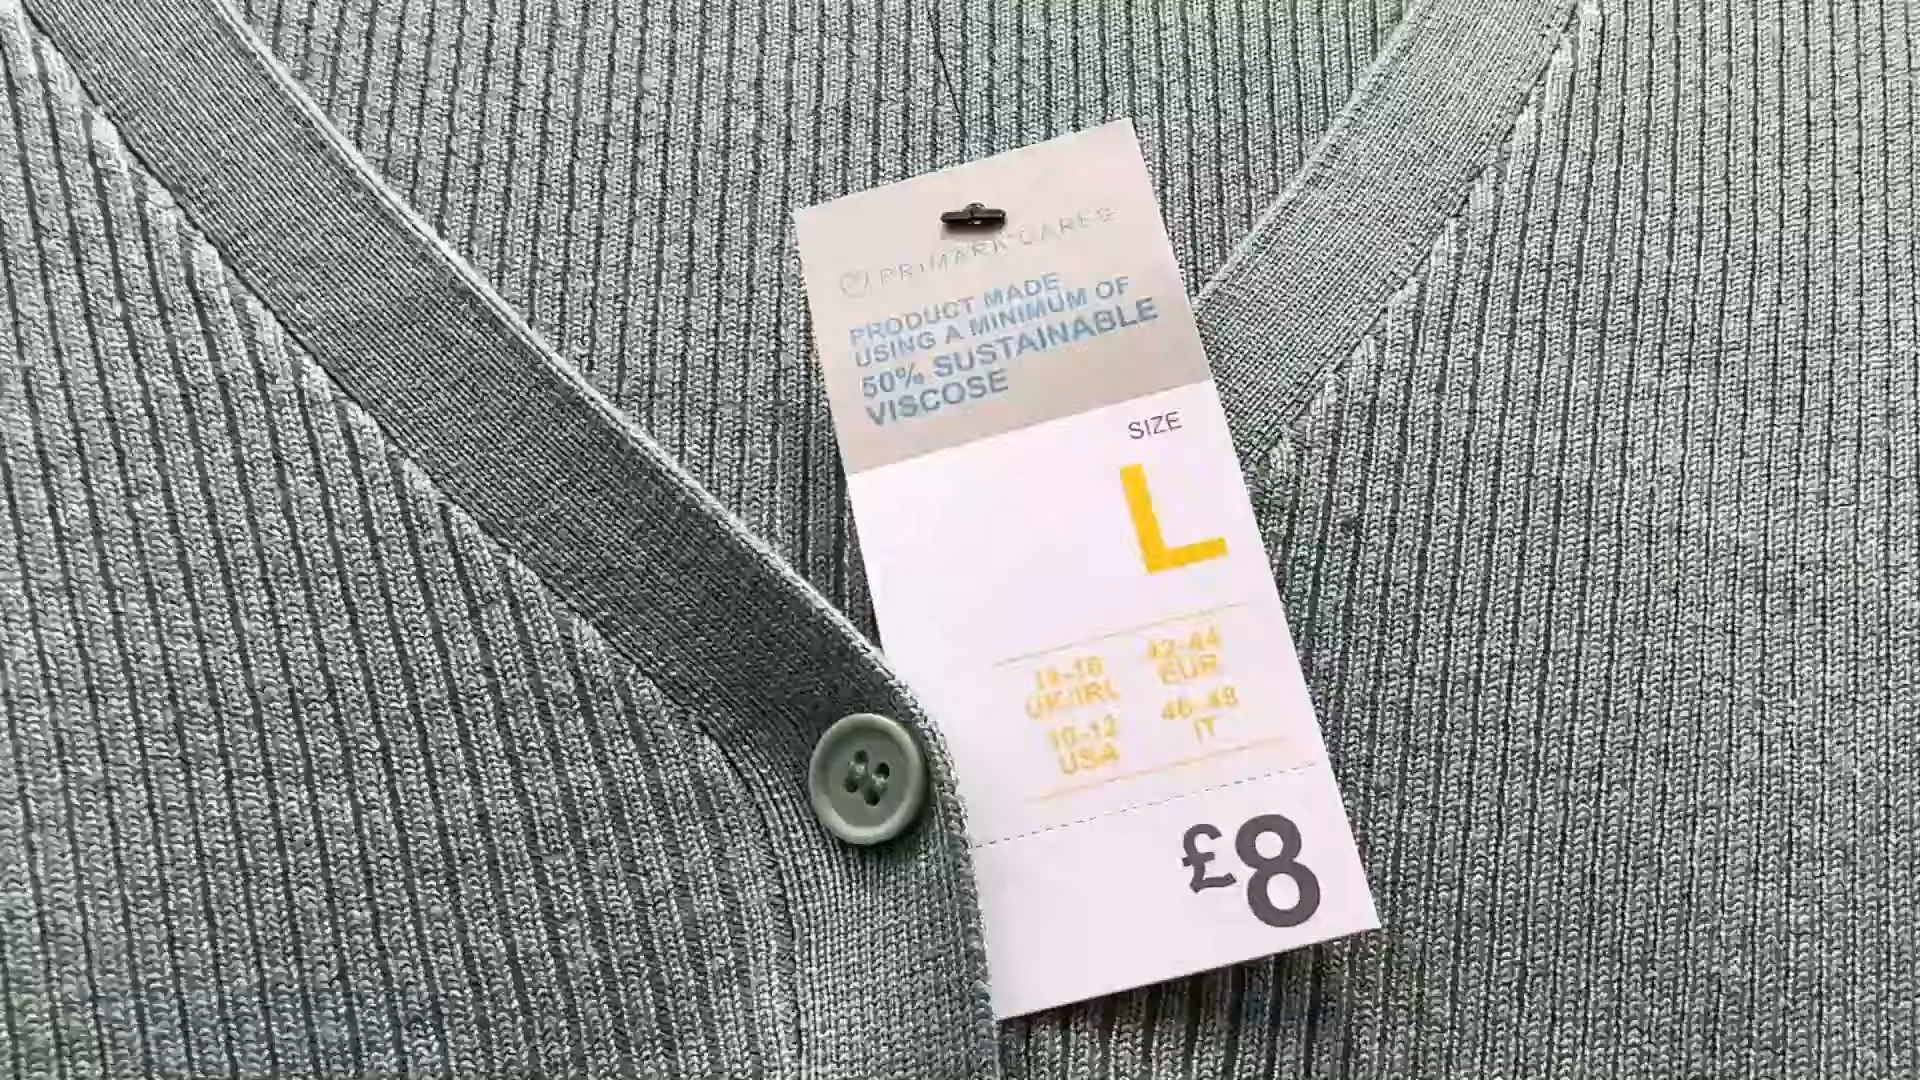 PRIMARK CARES
PRODUCT MADE
USING A MINIMUM OF
50% SUSTAINABLE
VISCOSE
SIZE
L
42-44
EUR
UK/IRL
46-48
IT
10-12
USA
£8